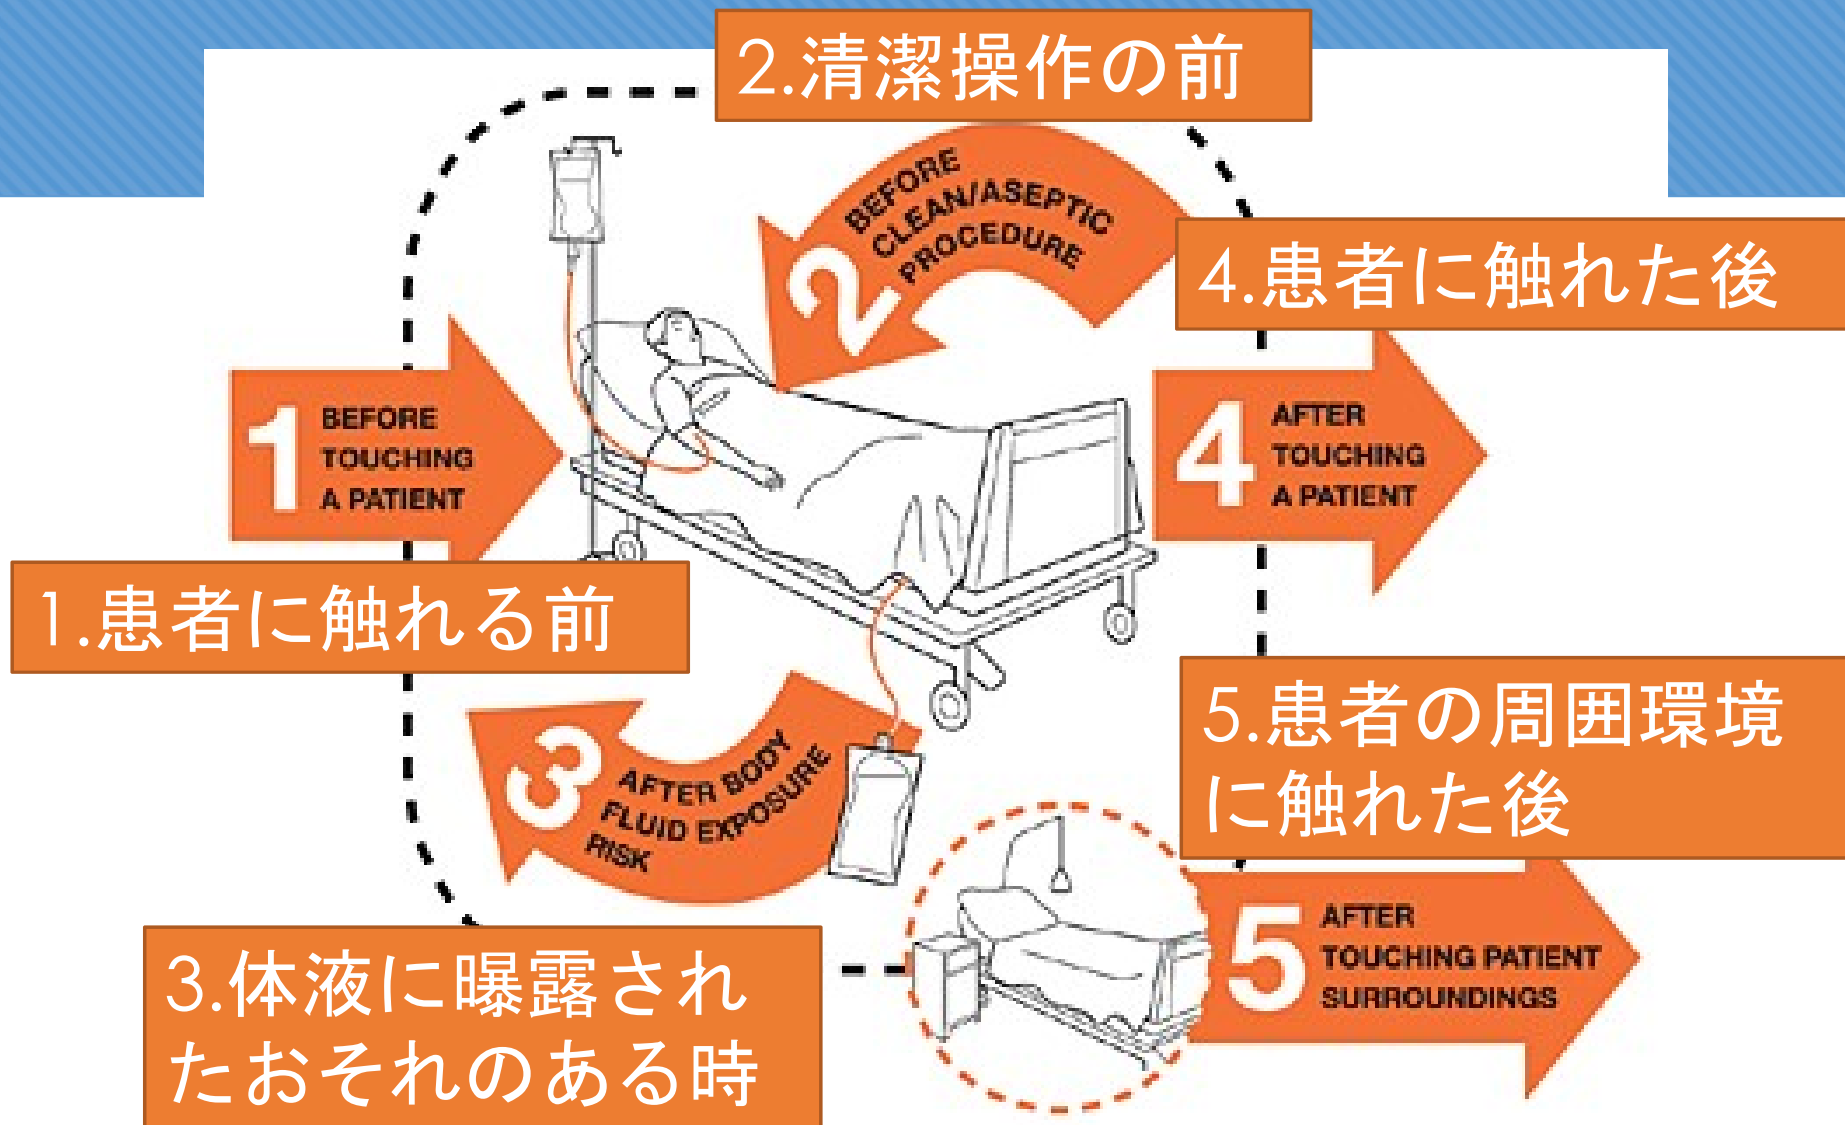 2.清潔操作の前
2
BEFORE
CLEAN/ASEPTIC
PROCEDURE
4.患者に触れた後
1
BEFORE
TOUCHING
A PATIENT
4
AFTER
TOUCHING
A PATIENT
1.患者に触れる前
3
AFTER BODY
FLUID EXPOSURE
RISK
5.患者の周囲環境
に触れた後
5
AFTER
TOUCHING PATIENT
SURROUNDINGS
3.体液に曝露され
たおそれのある時